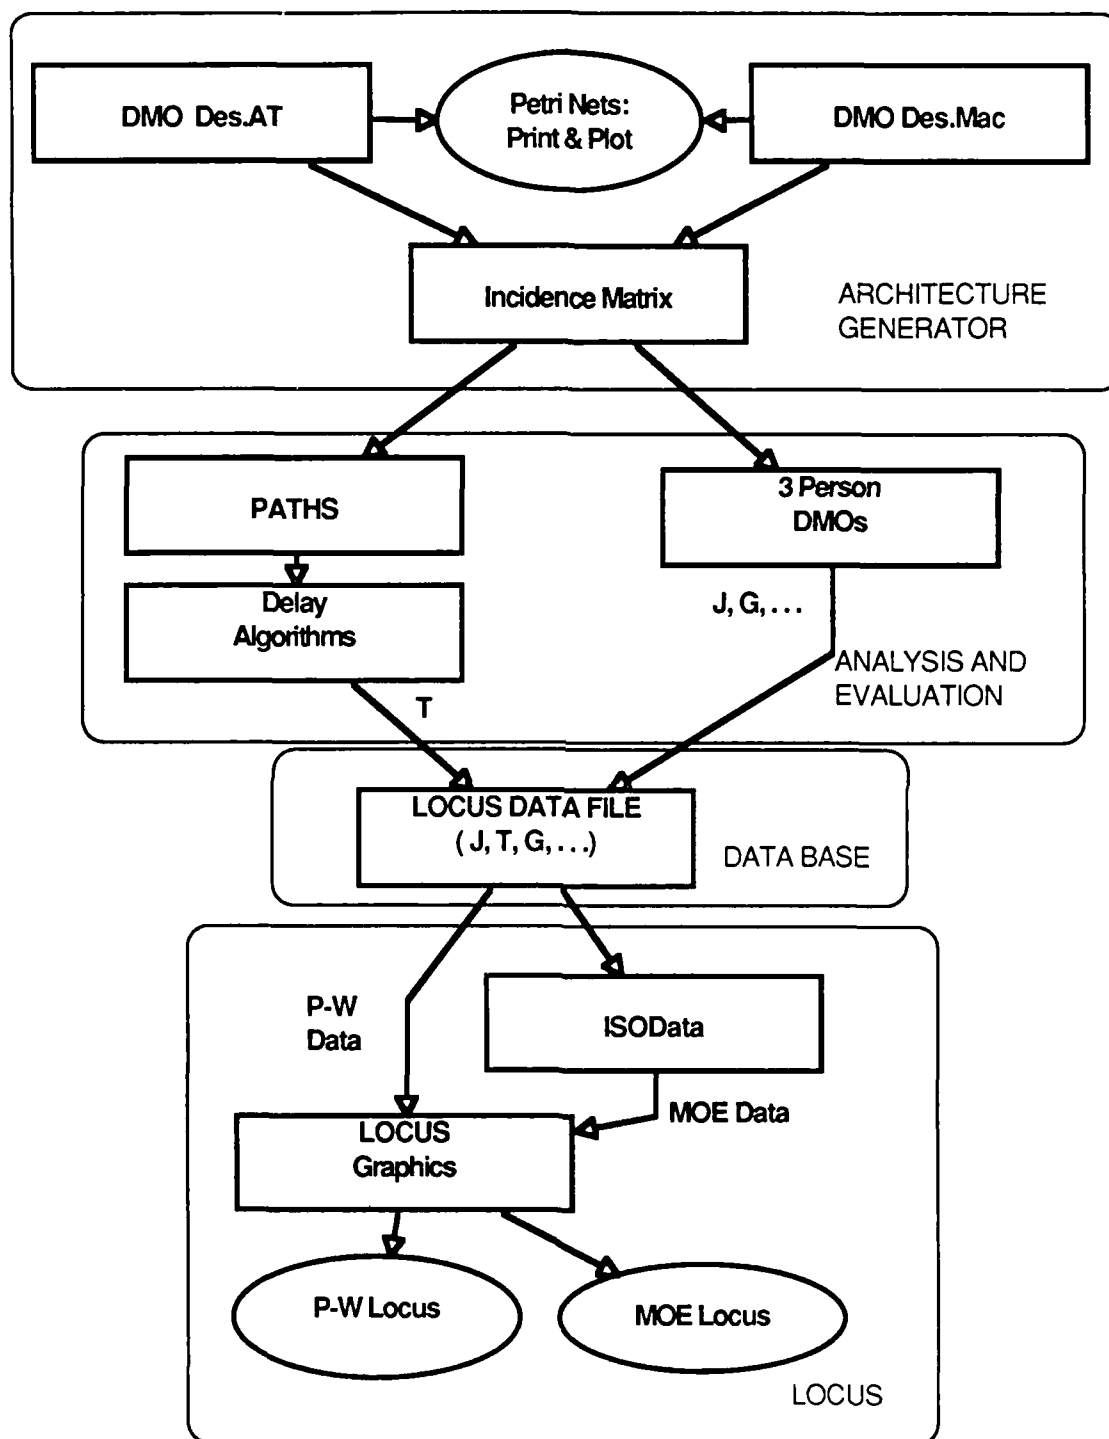 DMO Des.AT
Petri Nets:
Print & Plot
DMO Des.Mac
Incidence Matrix
ARCHITECTURE
GENERATOR
PATHS
3 Person
DMOs
Delay
Algorithms
J, G, . . .
ANALYSIS AND
EVALUATION
T
LOCUS DATA FILE
( J, T, G, . . .)
DATA BASE
P-W
Data
ISOData
MOE Data
LOCUS
Graphics
P-W Locus
MOE Locus
LOCUS